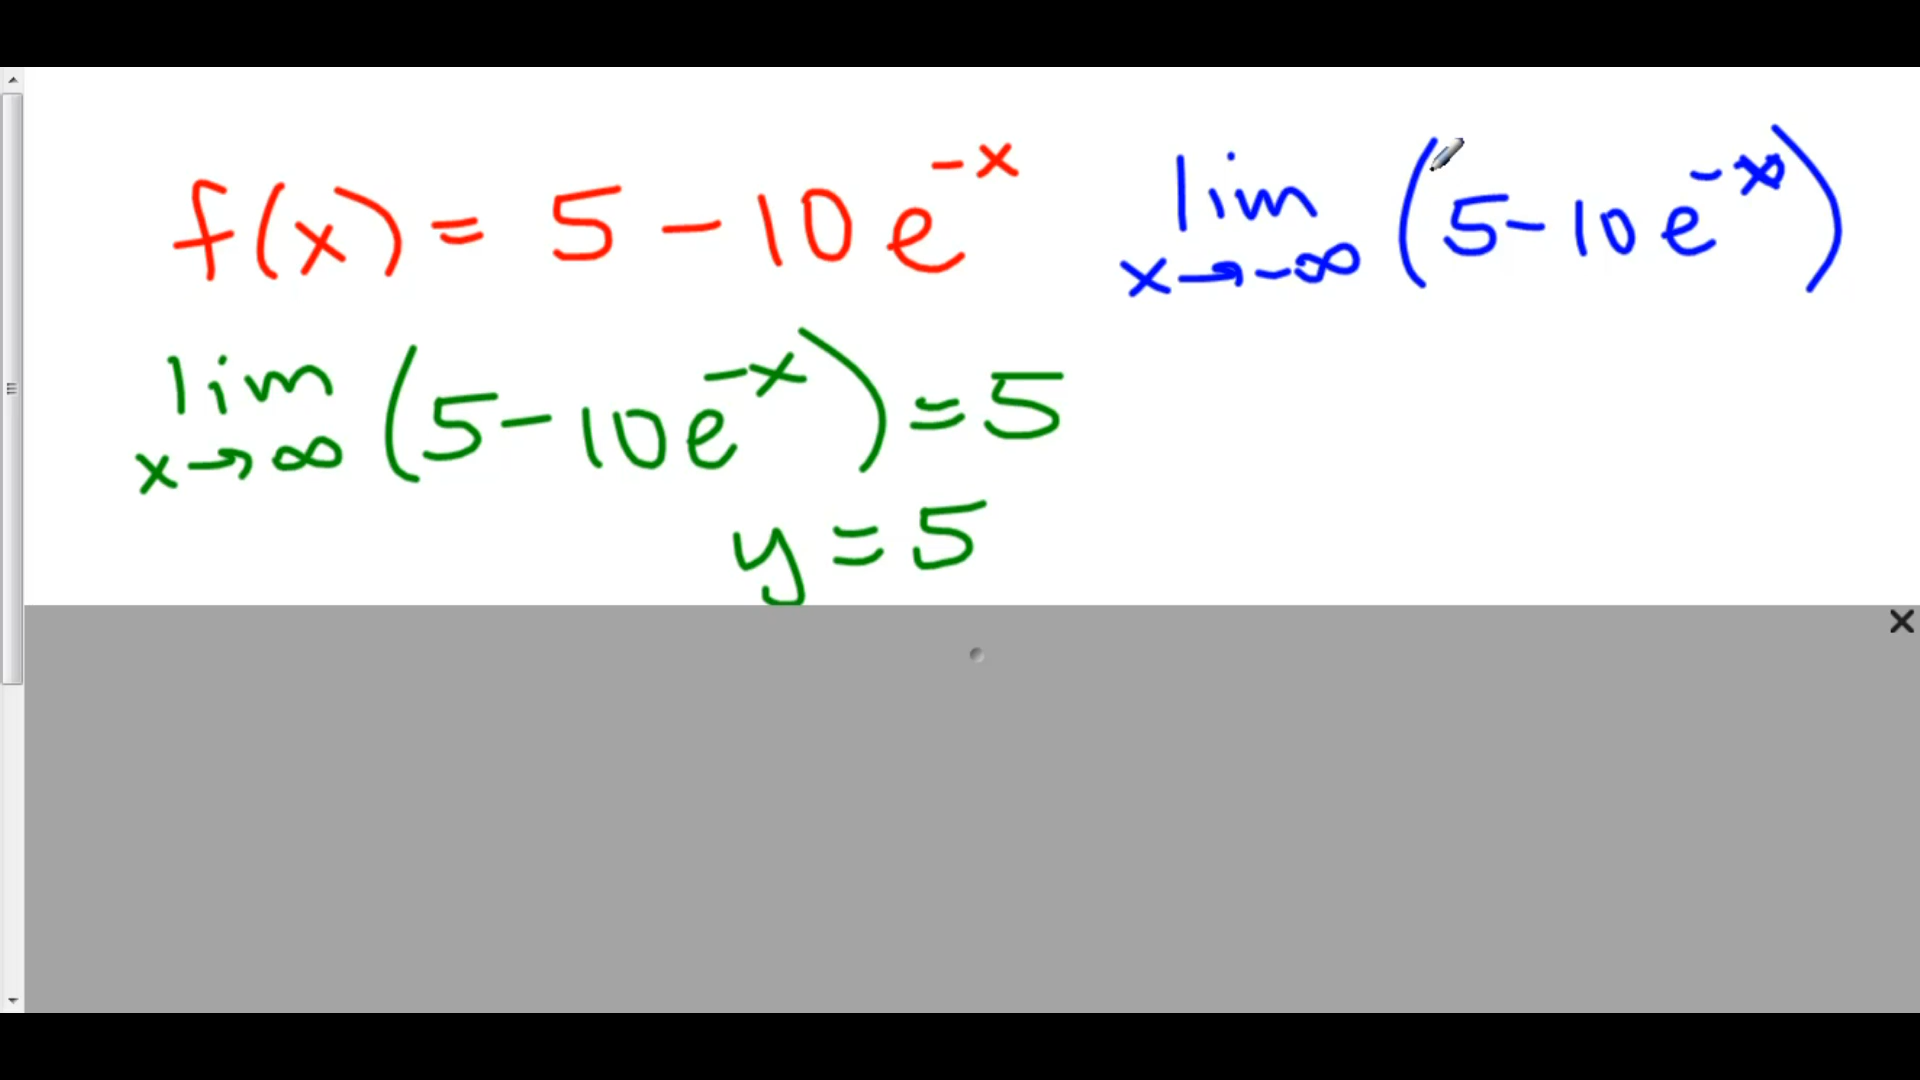 f(x) = 5 - 10e^{-x}
lim x→∞ (5 - 10e^{-x}) = 5
y = 5
lim x→-∞ (5 - 10e^{-x})